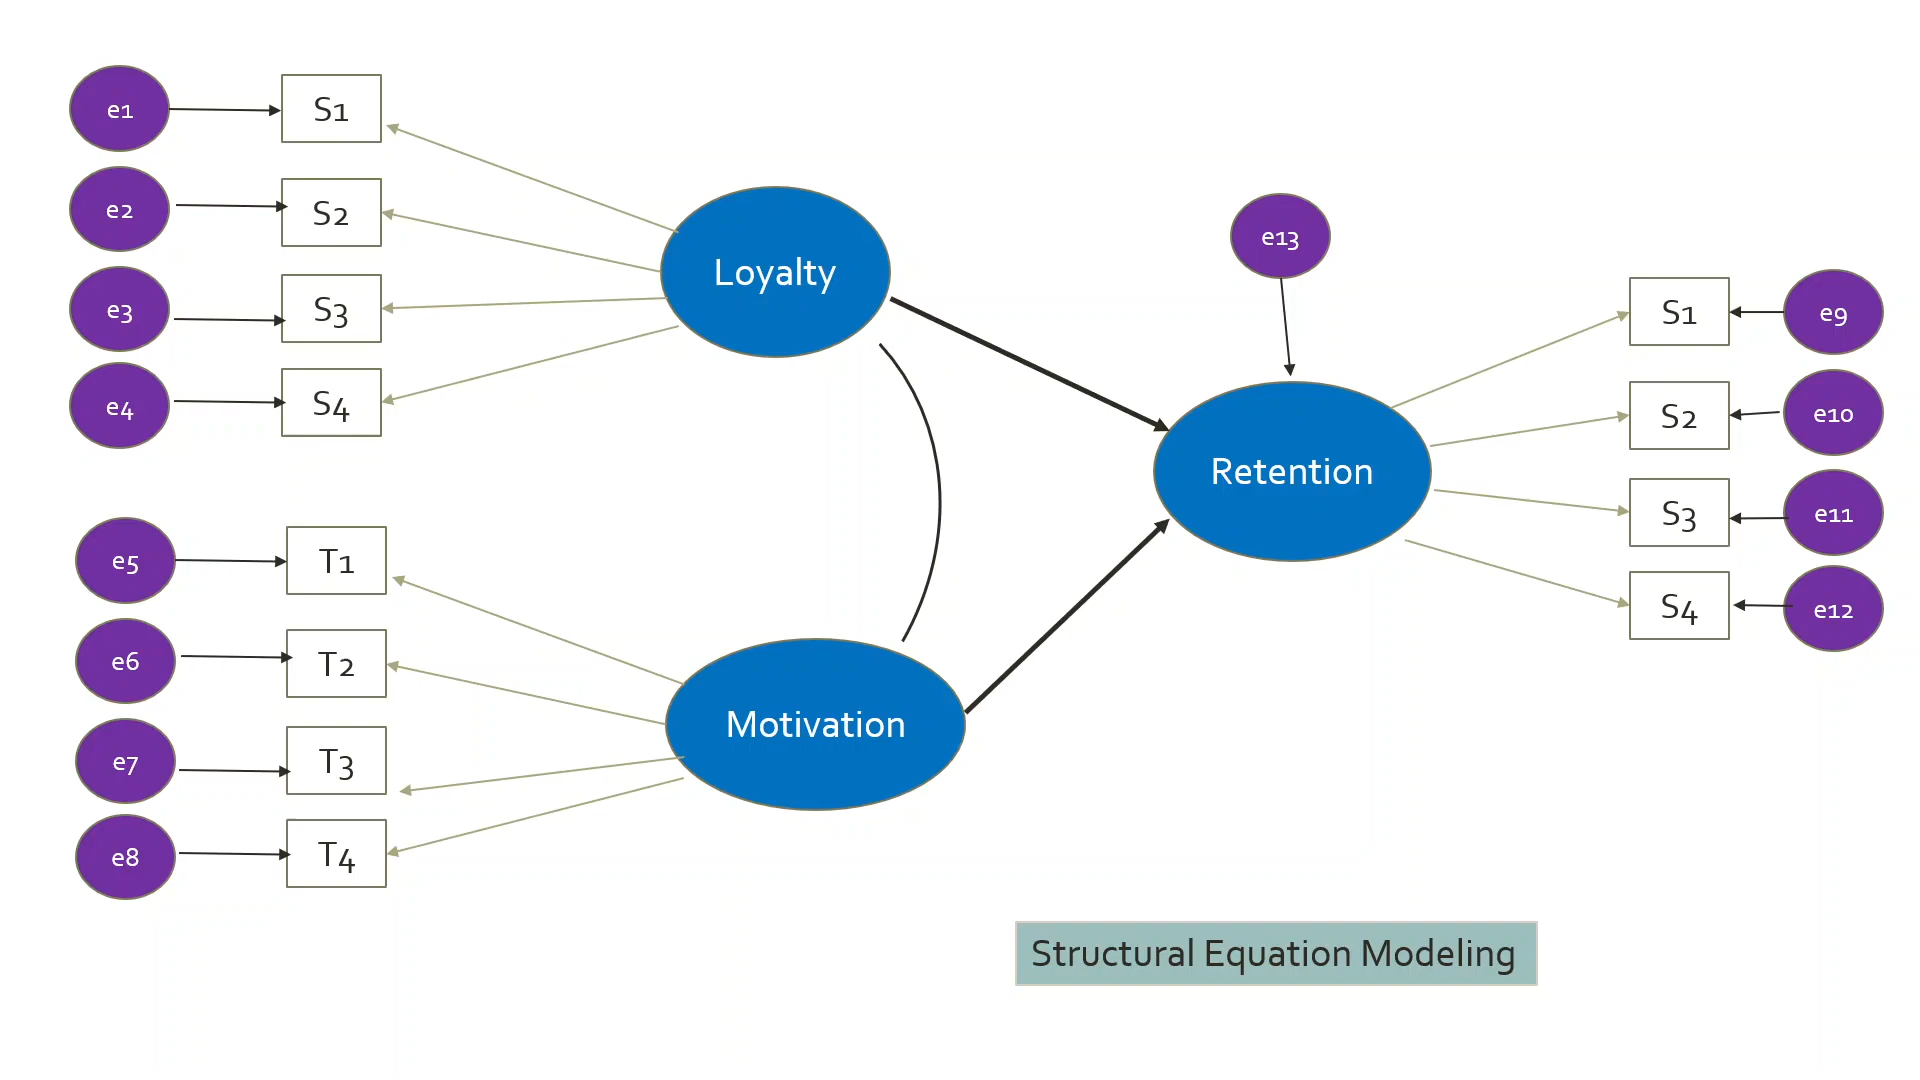 e1
S1
e2
S2
e3
S3
e4
S4
Loyalty
e5
T1
e6
T2
e7
T3
e8
T4
Motivation
e13
Retention
S1
e9
S2
e10
S3
e11
S4
e12
Structural Equation Modeling